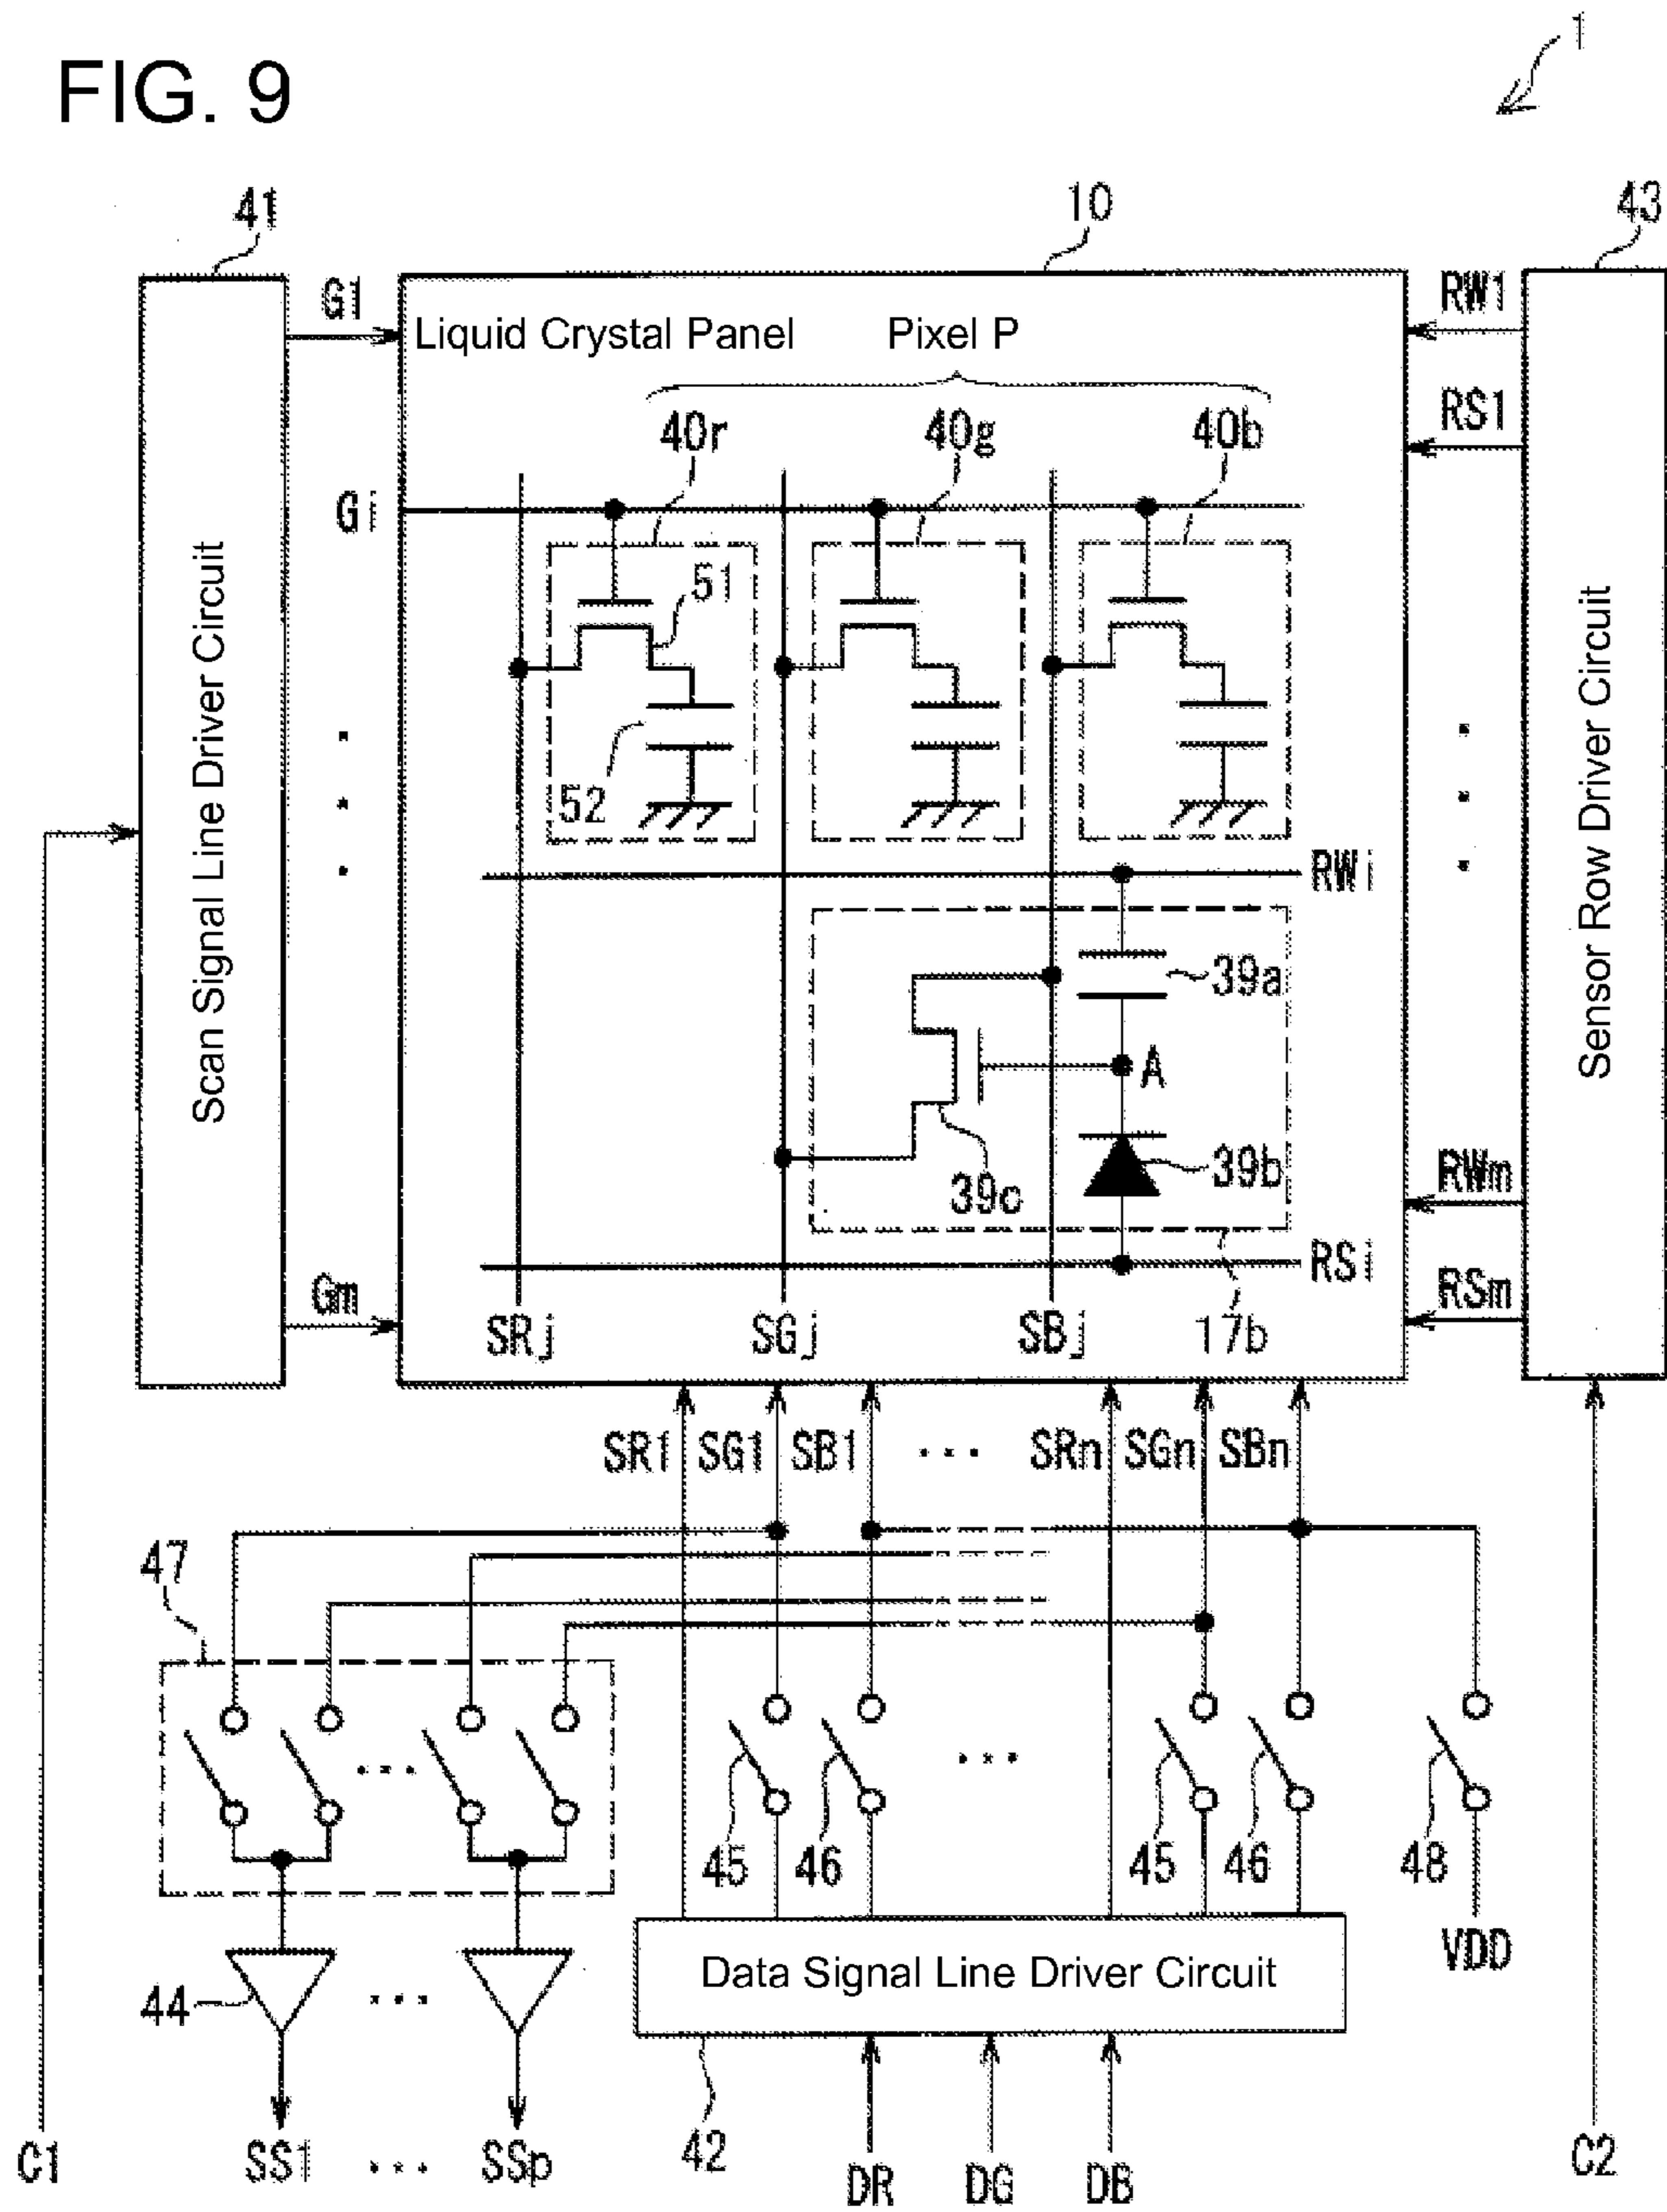 FIG. 9
1
41
10
43
G1
RW1
Liquid Crystal Panel
Pixel P
RS1
40r
40g
40b
Gi
51
52
Scan Signal Line Driver Circuit
Sensor Row Driver Circuit
RWi
39a
A
39b
39c
RWm
RSi
Gm
RSm
SRj
SGj
SBj
17b
SR1
SG1
SB1
...
SRn
SGn
SBn
47
...
...
45
46
45
46
48
VDD
44
...
Data Signal Line Driver Circuit
42
C1
SS1
...
SSp
DR
DG
DB
C2